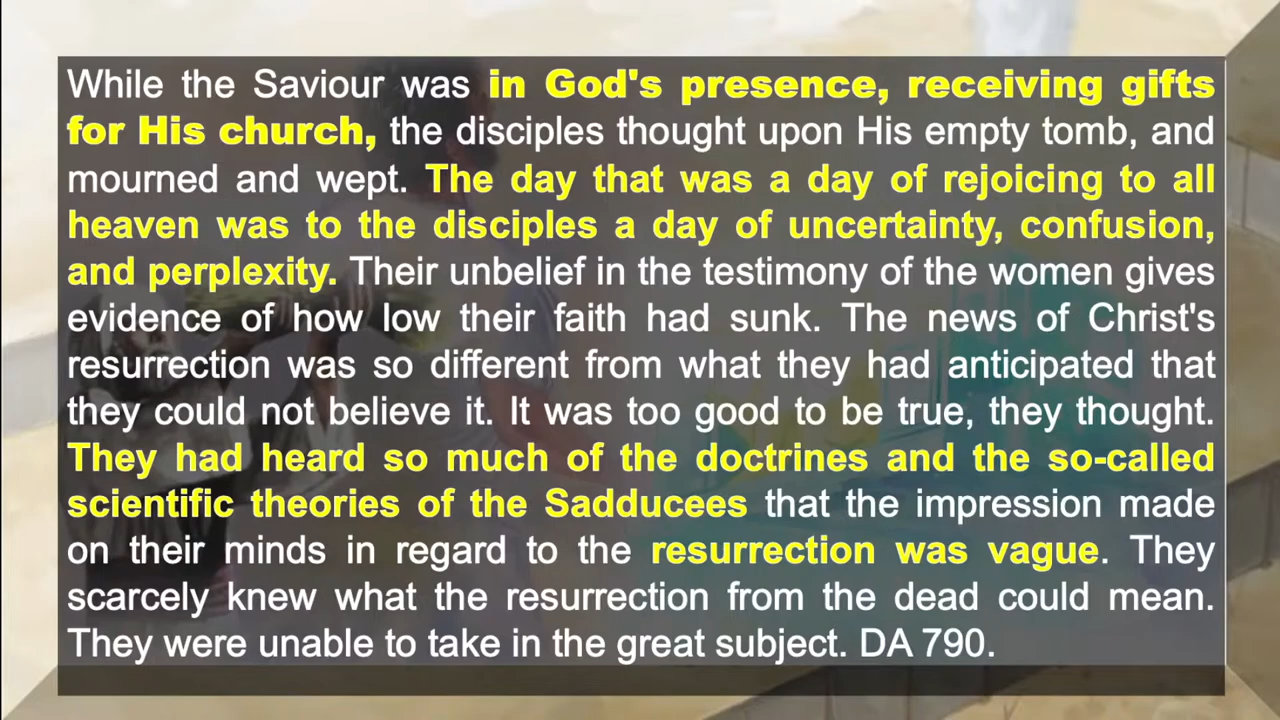 While the Saviour was in God's presence, receiving gifts
for His church, the disciples thought upon His empty tomb, and
mourned and wept. The day that was a day of rejoicing to all
heaven was to the disciples a day of uncertainty, confusion,
and perplexity. Their unbelief in the testimony of the women gives
evidence of how low their faith had sunk. The news of Christ's
resurrection was so different from what they had anticipated that
they could not believe it. It was too good to be true, they thought.
They had heard so much of the doctrines and the so-called
scientific theories of the Sadducees that the impression made
on their minds in regard to the resurrection was vague. They
scarcely knew what the resurrection from the dead could mean.
They were unable to take in the great subject. DA 790.